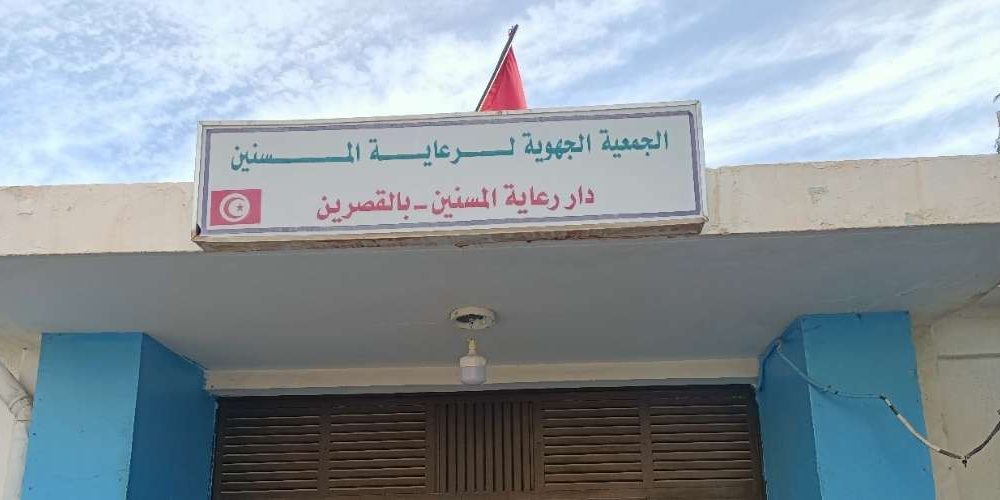 الجمعية الجهوية لرعاية المسنين
دار رعاية المسنين - بالقصرين